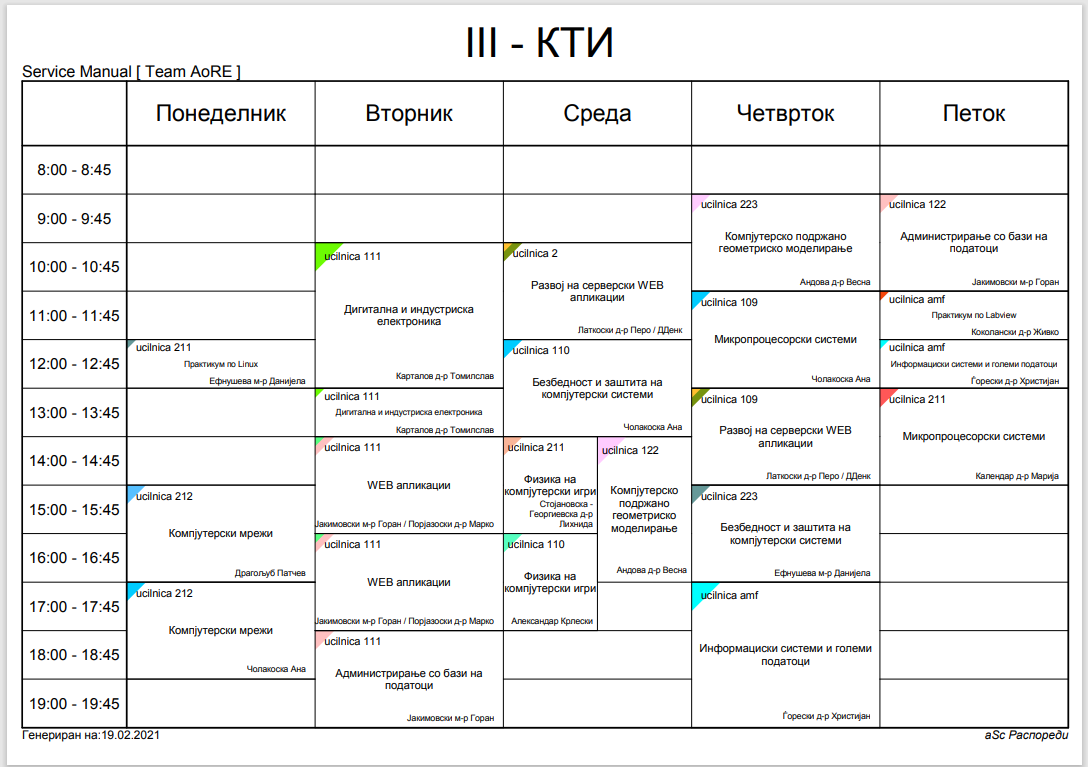 III - КТИ
Service Manual [ Team AoRE ]
Понеделник
Вторник
Среда
Четврток
Петок
8:00 - 8:45
9:00 - 9:45
10:00 - 10:45
11:00 - 11:45
12:00 - 12:45
13:00 - 13:45
14:00 - 14:45
15:00 - 15:45
16:00 - 16:45
17:00 - 17:45
18:00 - 18:45
19:00 - 19:45
ucilnica 211
Практикум по Linux
Ефнушева м-р Данијела
ucilnica 212
Компјутерски мрежи
Драгољуб Патчев
ucilnica 212
Компјутерски мрежи
Чолакоска Ана
ucilnica 111
Дигитална и индустриска
електроника
Карталов д-р Томилслав
ucilnica 111
Дигитална и индустриска електроника
Карталов д-р Томилслав
ucilnica 111
WEB апликации
Јакимовски м-р Горан / Порјазоски д-р Марко
ucilnica 111
WEB апликации
Јакимовски м-р Горан / Порјазоски д-р Марко
ucilnica 111
Администрирање со бази на
податоци
Јакимовски м-р Горан
ucilnica 2
Развој на серверски WEB
апликации
Латкоски д-р Перо / ДДенк
ucilnica 110
Безбедност и заштита на
компјутерски системи
Чолакоска Ана
ucilnica 211
Физика на
компјутерски игри
Стојановска -
Георгиевска д-р
Лихнида
ucilnica 110
Физика на
компјутерски игри
Александар Крлески
ucilnica 122
Компјутерско
подржано
геометриско
моделирање
Андова д-р Весна
ucilnica 223
Компјутерско подржано
геометриско моделирање
Андова д-р Весна
ucilnica 109
Микропроцесорски системи
Чолакоска Ана
ucilnica 109
Развој на серверски WEB
апликации
Латкоски д-р Перо / ДДенк
ucilnica 223
Безбедност и заштита на
компјутерски системи
Ефнушева м-р Данијела
ucilnica amf
Информациски системи и големи
податоци
Ѓорески д-р Христијан
ucilnica 122
Администрирање со бази на
податоци
Јакимовски м-р Горан
ucilnica amf
Практикум по Labview
Коколански д-р Живко
ucilnica amf
Информациски системи и големи податоци
Ѓорески д-р Христијан
ucilnica 211
Микропроцесорски системи
Календар д-р Марија
Генериран на:19.02.2021
aSc Распореди